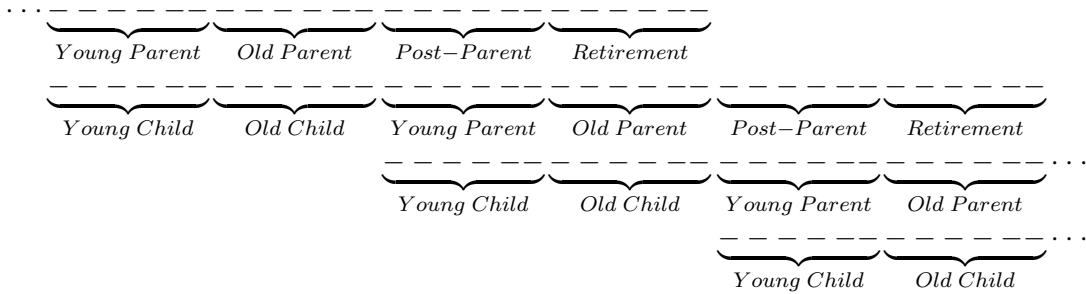 ... Young Parent Old Parent Post-Parent Retirement
Young Child Old Child Young Parent Old Parent Post-Parent Retirement
Young Child Old Child Young Parent Old Parent ...
Young Child Old Child ...